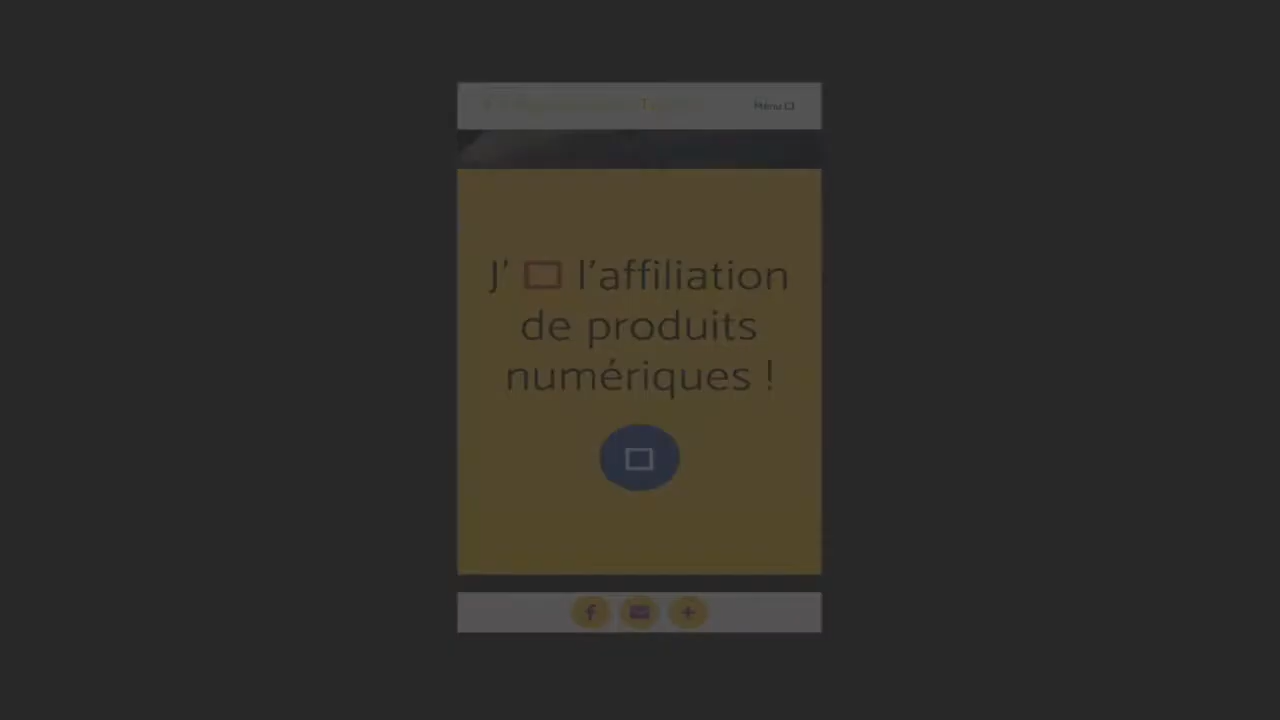 Menu
J' l'affiliation
de produits
numériques !